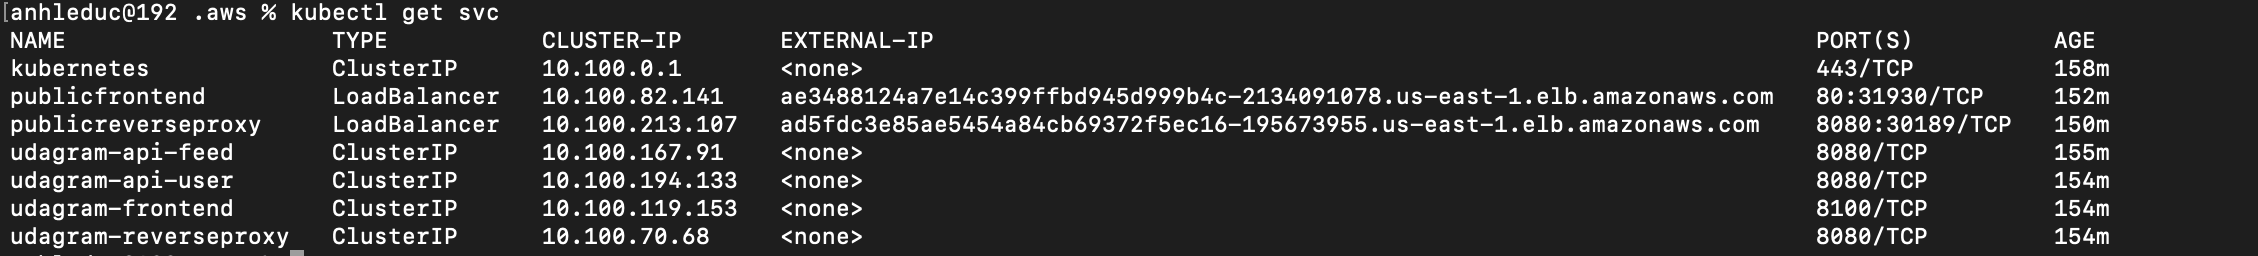 [anhleduc@192 .aws % kubectl get svc
NAME TYPE CLUSTER-IP EXTERNAL-IP PORT(S) AGE
kubernetes ClusterIP 10.100.0.1 <none> 443/TCP 158m
publicfrontend LoadBalancer 10.100.82.141 ae3488124a7e14c399ffbd945d999b4c-2134091078.us-east-1.elb.amazonaws.com 80:31930/TCP 152m
publicreverseproxy LoadBalancer 10.100.213.107 ad5fdc3e85ae5454a84cb69372f5ec16-195673955.us-east-1.elb.amazonaws.com 8080:30189/TCP 150m
udagram-api-feed ClusterIP 10.100.167.91 <none> 8080/TCP 155m
udagram-api-user ClusterIP 10.100.194.133 <none> 8080/TCP 154m
udagram-frontend ClusterIP 10.100.119.153 <none> 8100/TCP 154m
udagram-reverseproxy ClusterIP 10.100.70.68 <none> 8080/TCP 154m